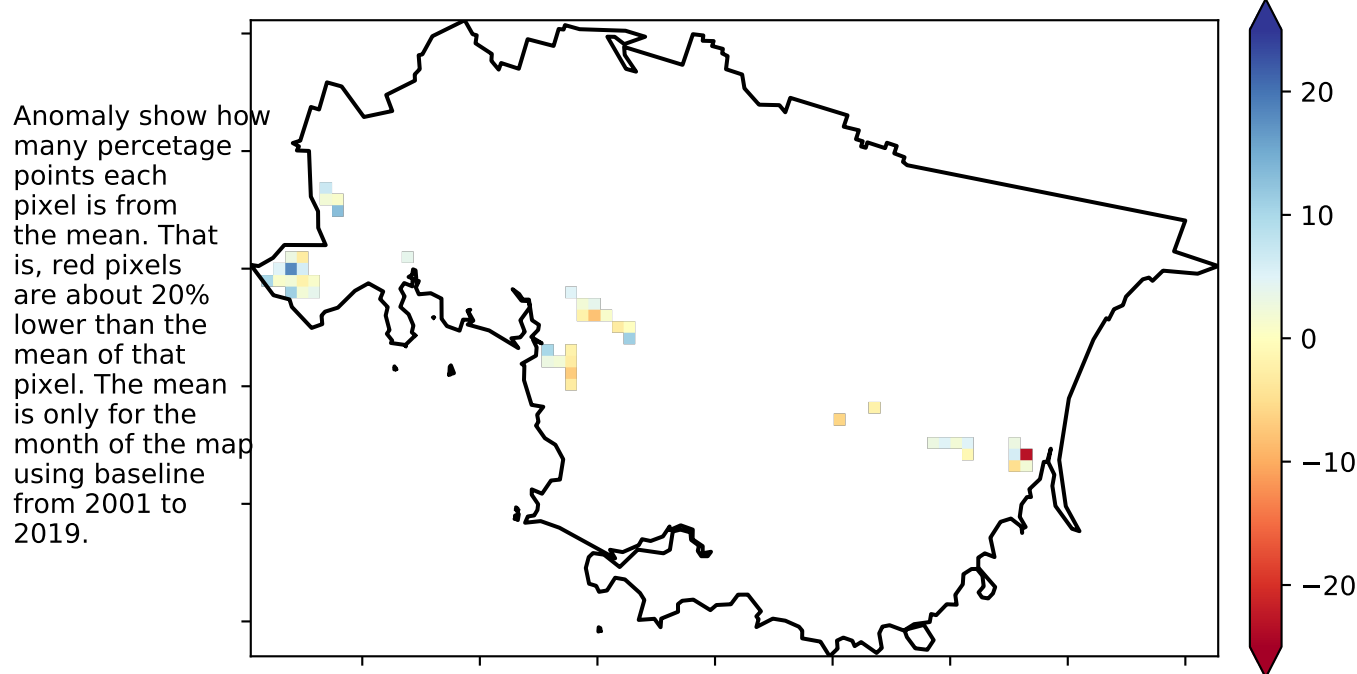 Anomaly show how
many percetage
points each
pixel is from
the mean. That
is, red pixels
are about 20%
lower than the
mean of that
pixel. The mean
is only for the
month of the map
using baseline
from 2001 to
2019.
20
10
0
−10
−20